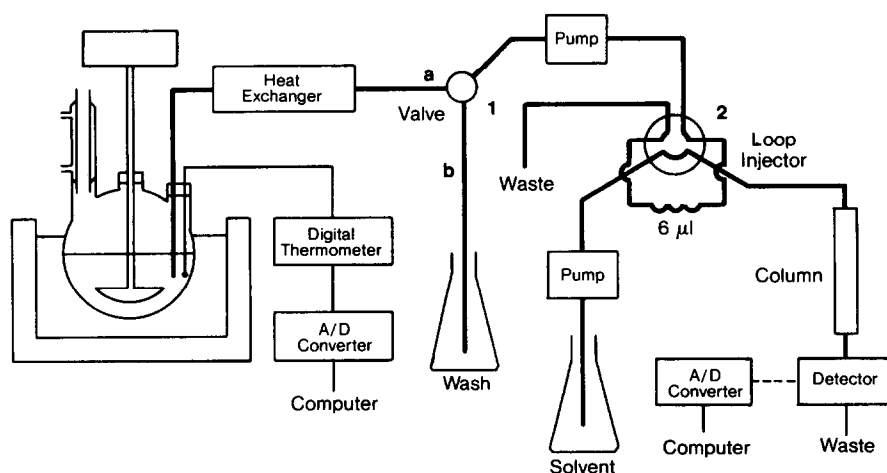 Pump
Heat
Exchanger
a
Valve
1
2
Loop
Injector
Waste
b
6 µl
Digital
Thermometer
Pump
Column
A/D
Converter
Wash
A/D
Converter
Detector
Computer
Computer
Waste
Solvent